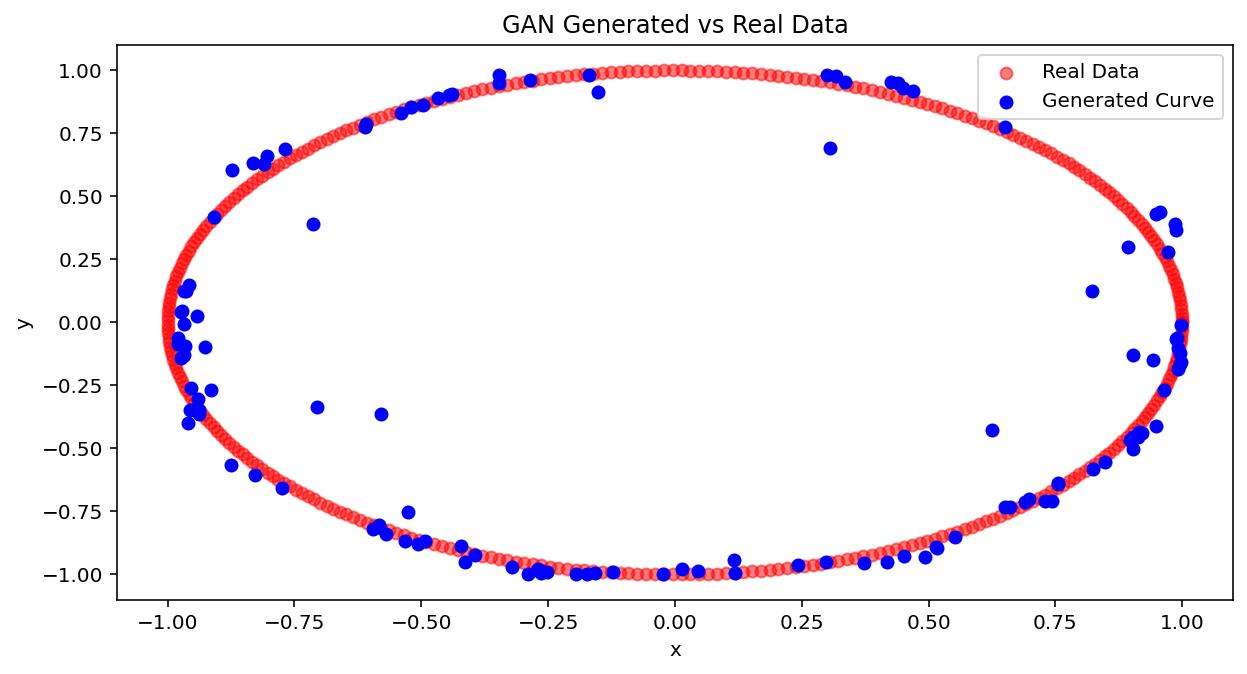 GAN Generated vs Real Data
Real Data
Generated Curve
y
1.00
0.75
0.50
0.25
0.00
−0.25
−0.50
−0.75
−1.00
−1.00 −0.75 −0.50 −0.25 0.00 0.25 0.50 0.75 1.00
x